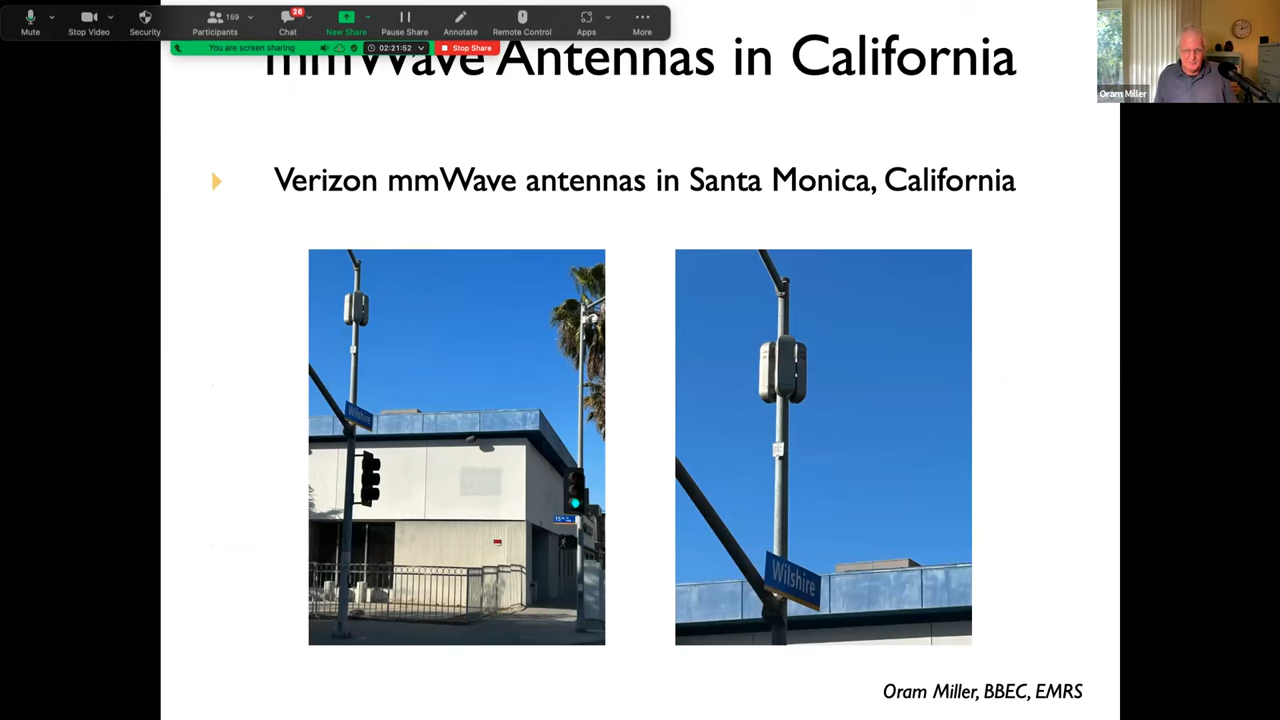 Mute
Stop Video
Security
Participants
169
Chat
26
New Share
Pause Share
Annotate
Remote Control
Apps
More
You are screen sharing
02:21:52
Stop Share
mmWave Antennas in California
Oram Miller
Verizon mmWave antennas in Santa Monica, California
Wilshire
15th
Wilshire
Oram Miller, BBEC, EMRS